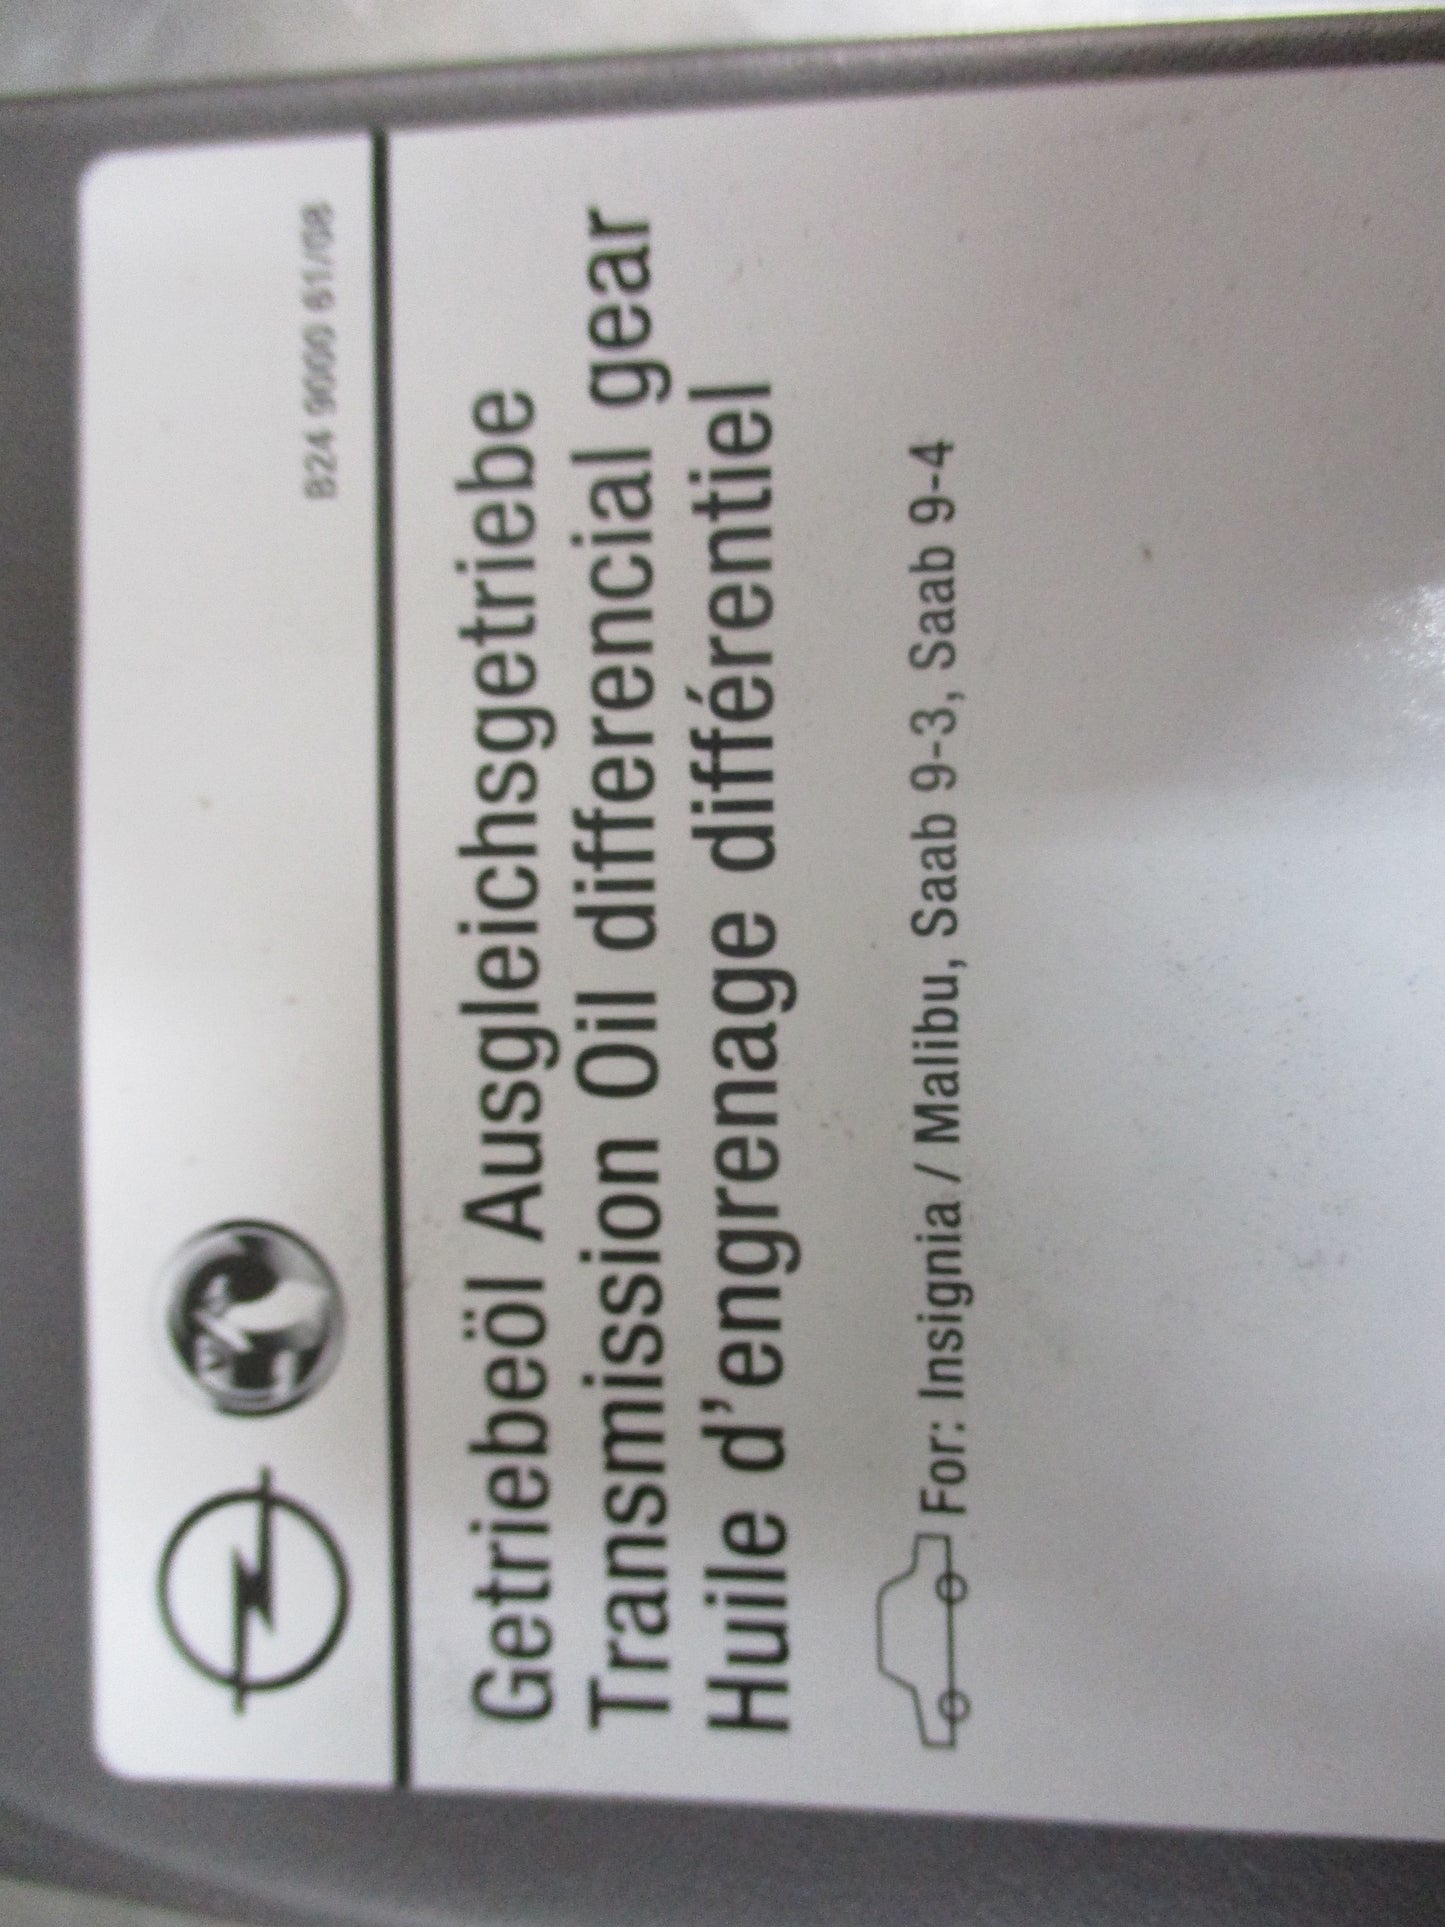 B24 9000 61/08
Getriebeöl Ausgleichsgetriebe
Transmission Oil differencial gear
Huile d'engrenage différentiel
For: Insignia / Malibu, Saab 9-3, Saab 9-4